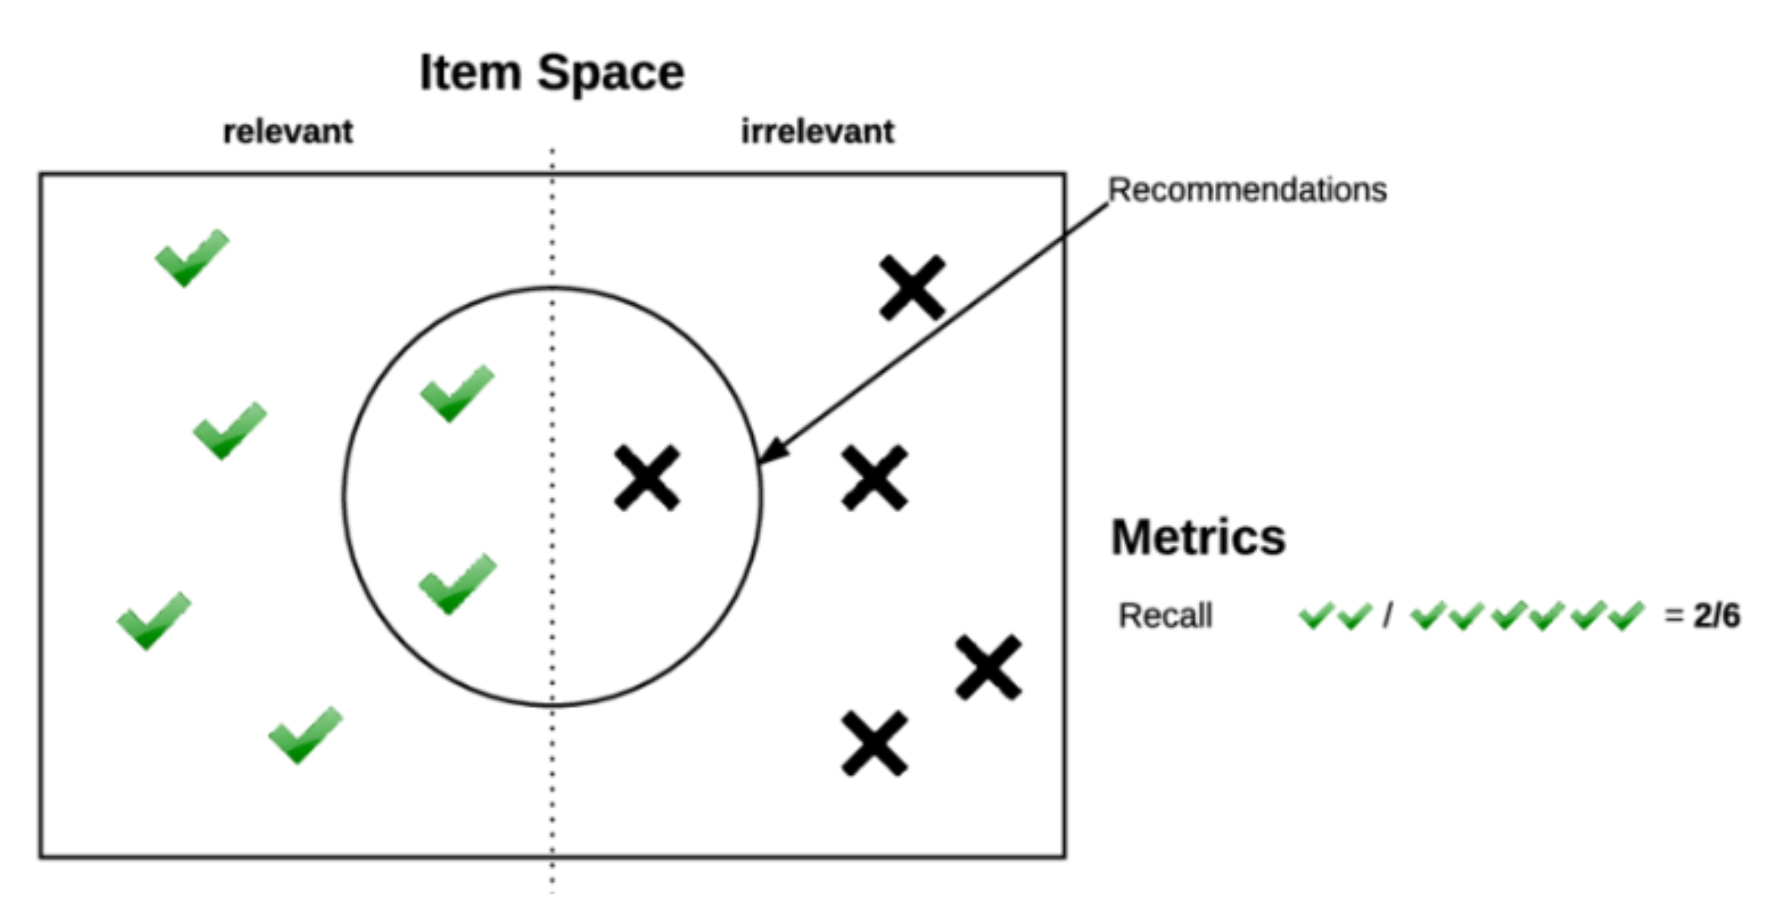 Item Space
relevant irrelevant
Recommendations
Metrics
Recall / = 2/6